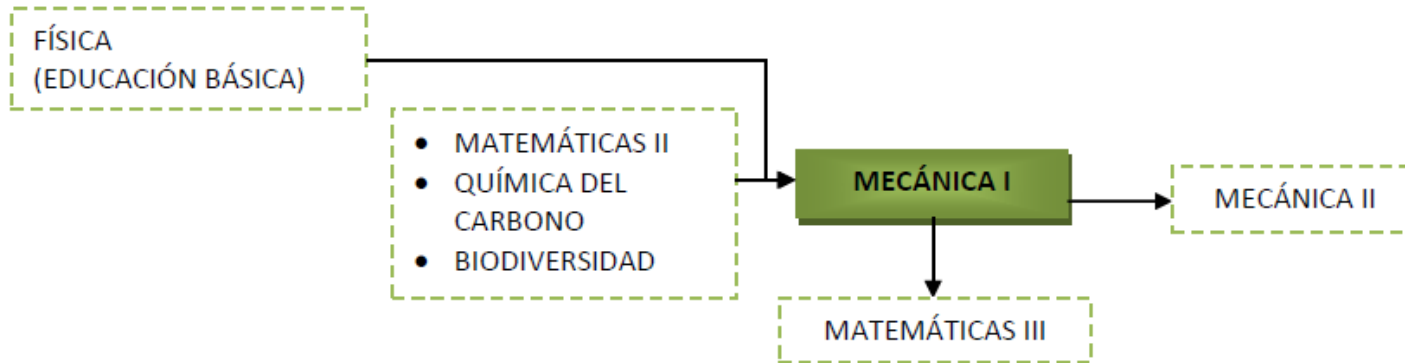 FÍSICA
(EDUCACIÓN BÁSICA)
• MATEMÁTICAS II
• QUÍMICA DEL
CARBONO
• BIODIVERSIDAD
MECÁNICA I
MECÁNICA II
MATEMÁTICAS III